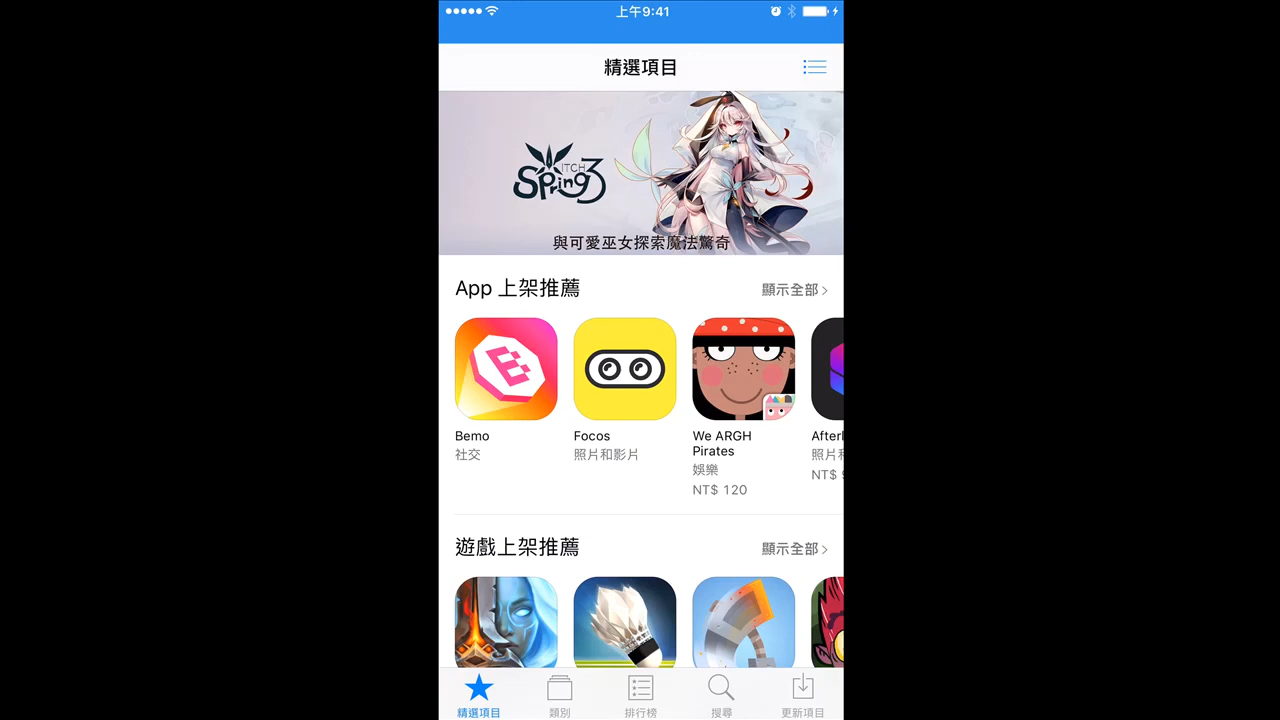 上午9:41
精選項目
WITCH
Spring3
與可愛巫女探索魔法驚奇
App 上架推薦
顯示全部 >
Bemo
社交
Focos
照片和影片
We ARGH
Pirates
娛樂
NT$ 120
遊戲上架推薦
顯示全部 >
精選項目
類別
排行榜
搜尋
更新項目